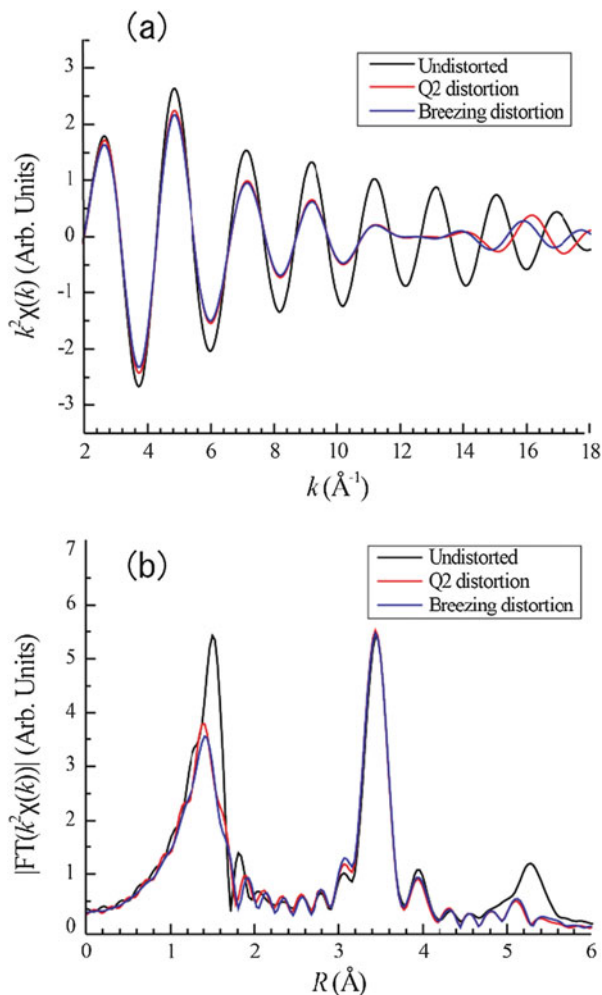 (a)
Undistorted
Q2 distortion
Breezing distortion
k²χ(k) (Arb. Units)
3
2
1
0
-1
-2
-3
2 4 6 8 10 12 14 16 18
k (Å⁻¹)
(b)
Undistorted
Q2 distortion
Breezing distortion
|FT(k²χ(k))| (Arb. Units)
7
6
5
4
3
2
1
0
0 1 2 3 4 5 6
R (Å)